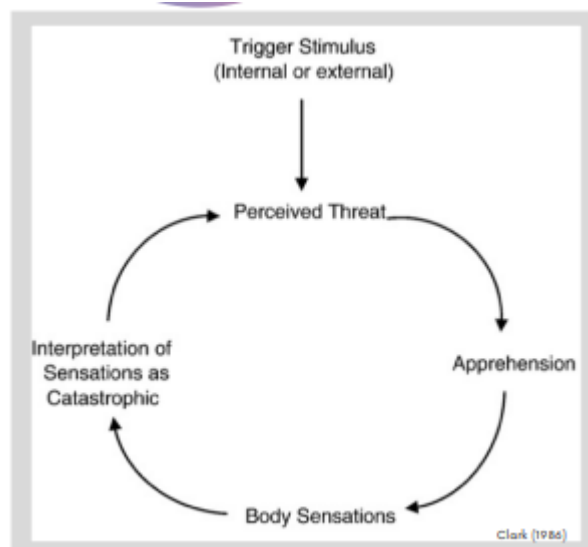 Trigger Stimulus
(Internal or external)
Perceived Threat
Apprehension
Body Sensations
Interpretation of
Sensations as
Catastrophic
Clark (1986)